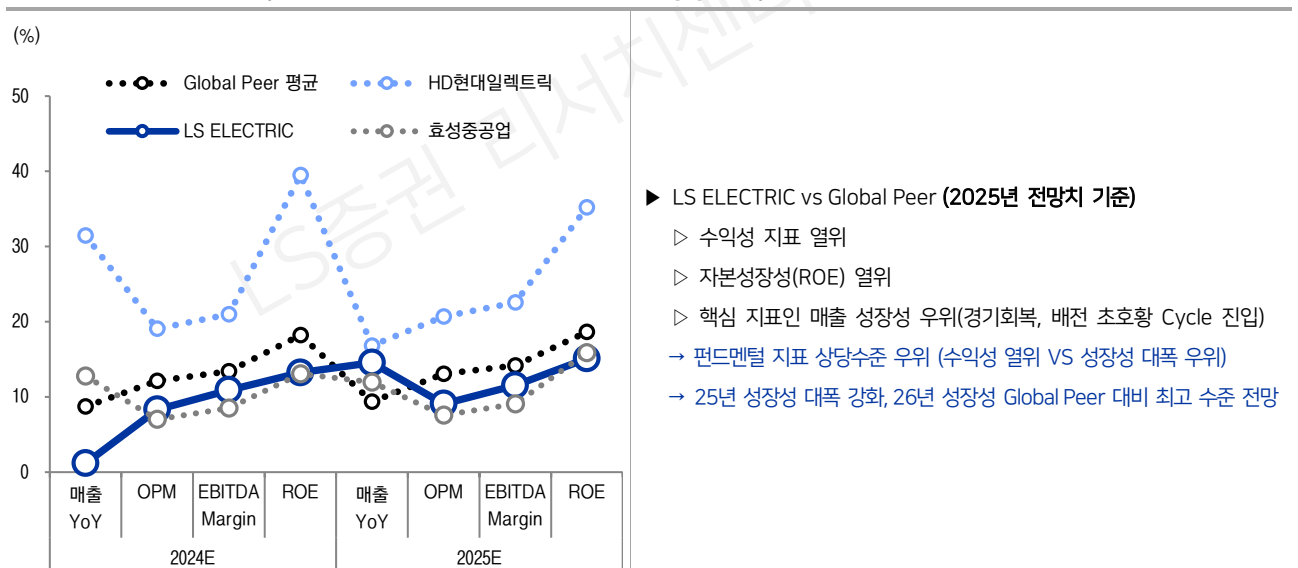 (%)
Global Peer 평균
HD현대일렉트릭
LS ELECTRIC
효성중공업
50
40
30
20
10
0
매출 YoY
OPM
EBITDA Margin
ROE
매출 YoY
OPM
EBITDA Margin
ROE
2024E
2025E
▶ LS ELECTRIC vs Global Peer (2025년 전망치 기준)
▷ 수익성 지표 열위
▷ 자본성장성(ROE) 열위
▷ 핵심 지표인 매출 성장성 우위(경기회복, 배전 초호황 Cycle 진입)
→ 펀드멘털 지표 상당수준 우위 (수익성 열위 VS 성장성 대폭 우위)
→ 25년 성장성 대폭 강화, 26년 성장성 Global Peer 대비 최고 수준 전망
LS증권 리서치센터